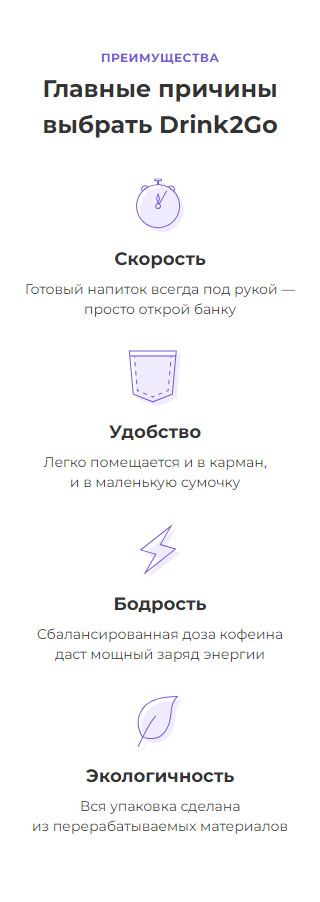 ПРЕИМУЩЕСТВА
Главные причины
выбрать Drink2Go
Скорость
Готовый напиток всегда под рукой —
просто открой банку
Удобство
Легко помещается и в карман,
и в маленькую сумочку
Бодрость
Сбалансированная доза кофеина
даст мощный заряд энергии
Экологичность
Вся упаковка сделана
из перерабатываемых материалов